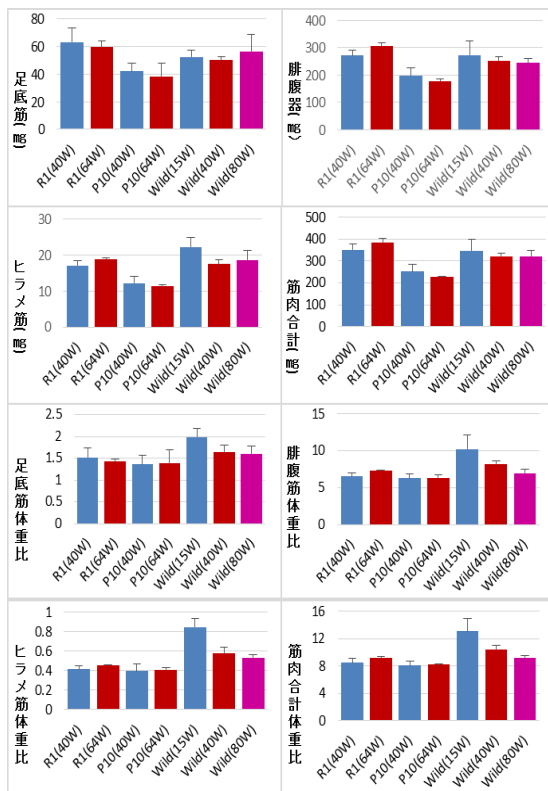 足底筋(㎎)
80
60
40
20
0
R1(40W)
R1(64W)
P10(40W)
P10(64W)
Wild(15W)
Wild(40W)
Wild(80W)
腓腹器(㎎)
400
300
200
100
0
R1(40W)
R1(64W)
P10(40W)
P10(64W)
Wild(15W)
Wild(40W)
Wild(80W)
ヒラメ筋(㎎)
30
20
10
0
R1(40W)
R1(64W)
P10(40W)
P10(64W)
Wild(15W)
Wild(40W)
Wild(80W)
筋肉合計(㎎)
500
400
300
200
100
0
R1(40W)
R1(64W)
P10(40W)
P10(64W)
Wild(15W)
Wild(40W)
Wild(80W)
足底筋体重比
2.5
2
1.5
1
0.5
0
R1(40W)
R1(64W)
P10(40W)
P10(64W)
Wild(15W)
Wild(40W)
Wild(80W)
腓腹筋体重比
15
10
5
0
R1(40W)
R1(64W)
P10(40W)
P10(64W)
Wild(15W)
Wild(40W)
Wild(80W)
ヒラメ筋体重比
1
0.8
0.6
0.4
0.2
0
R1(40W)
R1(64W)
P10(40W)
P10(64W)
Wild(15W)
Wild(40W)
Wild(80W)
筋肉合計体重比
16
12
8
4
0
R1(40W)
R1(64W)
P10(40W)
P10(64W)
Wild(15W)
Wild(40W)
Wild(80W)